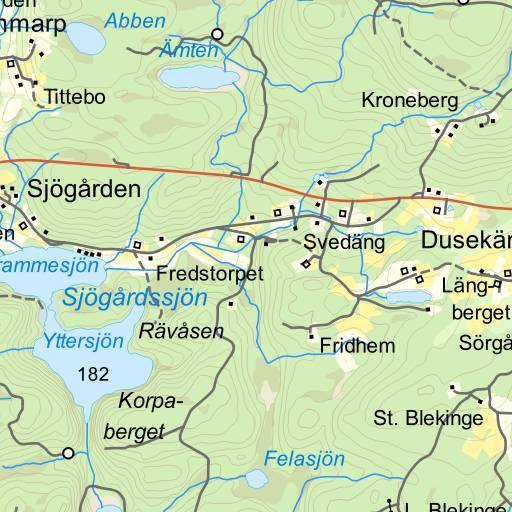 Abben
Ämten
Tittebo
Kroneberg
Sjögården
Svedäng
Fredstorpet
Sjögårdssjön
Läng-
berget
Rävåsen
Yttersjön
Fridhem
182
Korpa-
berget
St. Blekinge
Felasjön
L. Blekinge